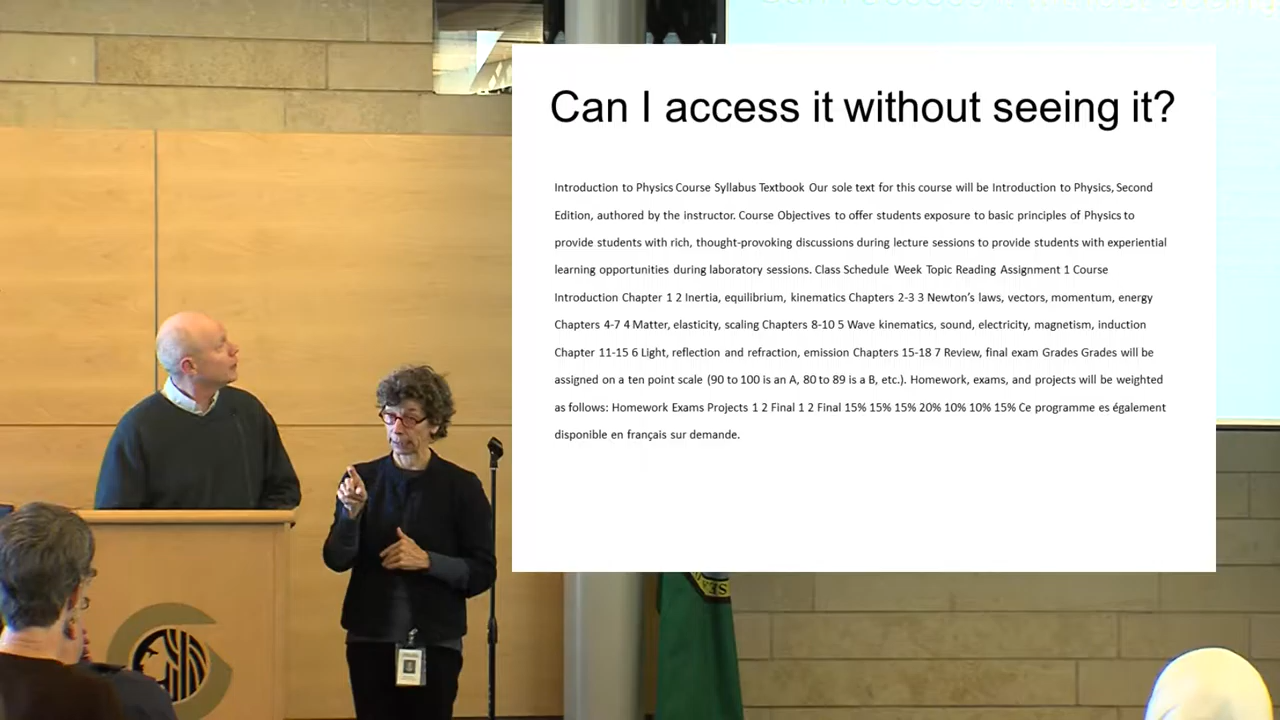 Can I access it without seeing it?
Introduction to Physics Course Syllabus Textbook Our sole text for this course will be Introduction to Physics, Second
Edition, authored by the instructor. Course Objectives to offer students exposure to basic principles of Physics to
provide students with rich, thought-provoking discussions during lecture sessions to provide students with experiential
learning opportunities during laboratory sessions. Class Schedule Week Topic Reading Assignment 1 Course
Introduction Chapter 1 2 Inertia, equilibrium, kinematics Chapters 2-3 3 Newton's laws, vectors, momentum, energy
Chapters 4-7 4 Matter, elasticity, scaling Chapters 8-10 5 Wave kinematics, sound, electricity, magnetism, induction
Chapter 11-15 6 Light, reflection and refraction, emission Chapters 15-18 7 Review, final exam Grades Grades will be
assigned on a ten point scale (90 to 100 is an A, 80 to 89 is a B, etc.). Homework, exams, and projects will be weighted
as follows: Homework Exams Projects 1 2 Final 1 2 Final 15% 15% 15% 20% 10% 10% 15% Ce programme es également
disponible en français sur demande.